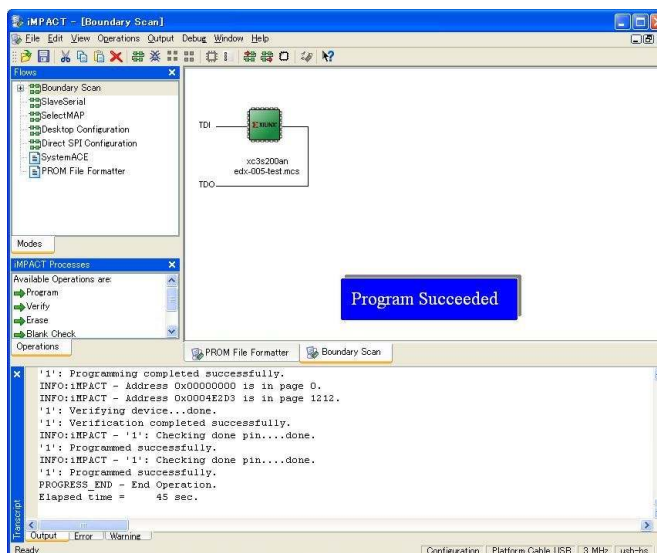 iMPACT - [Boundary Scan]
File Edit View Operations Output Debug Window Help
Flows
Boundary Scan
SlaveSerial
SelectMAP
Desktop Configuration
Direct SPI Configuration
SystemACE
PROM File Formatter
Modes
iMPACT Processes
Available Operations are:
Program
Verify
Erase
Blank Check
Operations
TDI
XILINX
xc3s200an
edx-005-test.mcs
TDO
Program Succeeded
PROM File Formatter
Boundary Scan
'1': Programming completed successfully.
INFO:iMPACT - Address 0x00000000 is in page 0.
INFO:iMPACT - Address 0x0004E2D3 is in page 1212.
'1': Verifying device...done.
'1': Verification completed successfully.
INFO:iMPACT - '1': Checking done pin....done.
'1': Programmed successfully.
INFO:iMPACT - '1': Checking done pin....done.
'1': Programmed successfully.
PROGRESS_END - End Operation.
Elapsed time = 45 sec.
Transcript
Output Error Warning
Ready
Configuration Platform Cable USB 3 MHz usb-hs